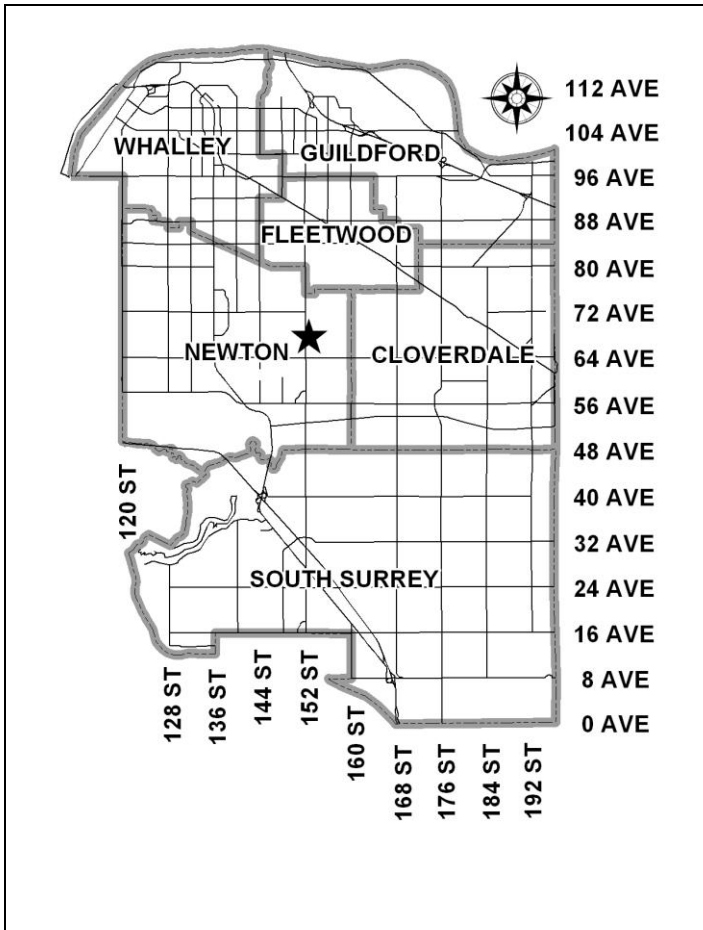 112 AVE
104 AVE
WHALLEY
GUILDFORD
96 AVE
88 AVE
FLEETWOOD
80 AVE
72 AVE
NEWTON
CLOVERDALE
64 AVE
56 AVE
48 AVE
120 ST
40 AVE
32 AVE
SOUTH SURREY
24 AVE
16 AVE
8 AVE
0 AVE
128 ST
136 ST
144 ST
152 ST
160 ST
168 ST
176 ST
184 ST
192 ST